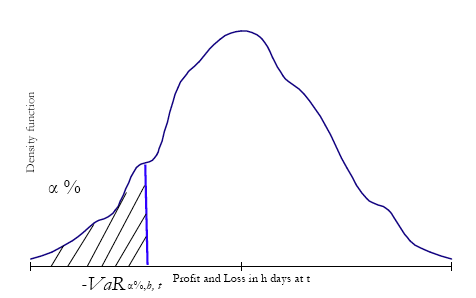 Density function
α %
-VaR α%,h, t
Profit and Loss in h days at t